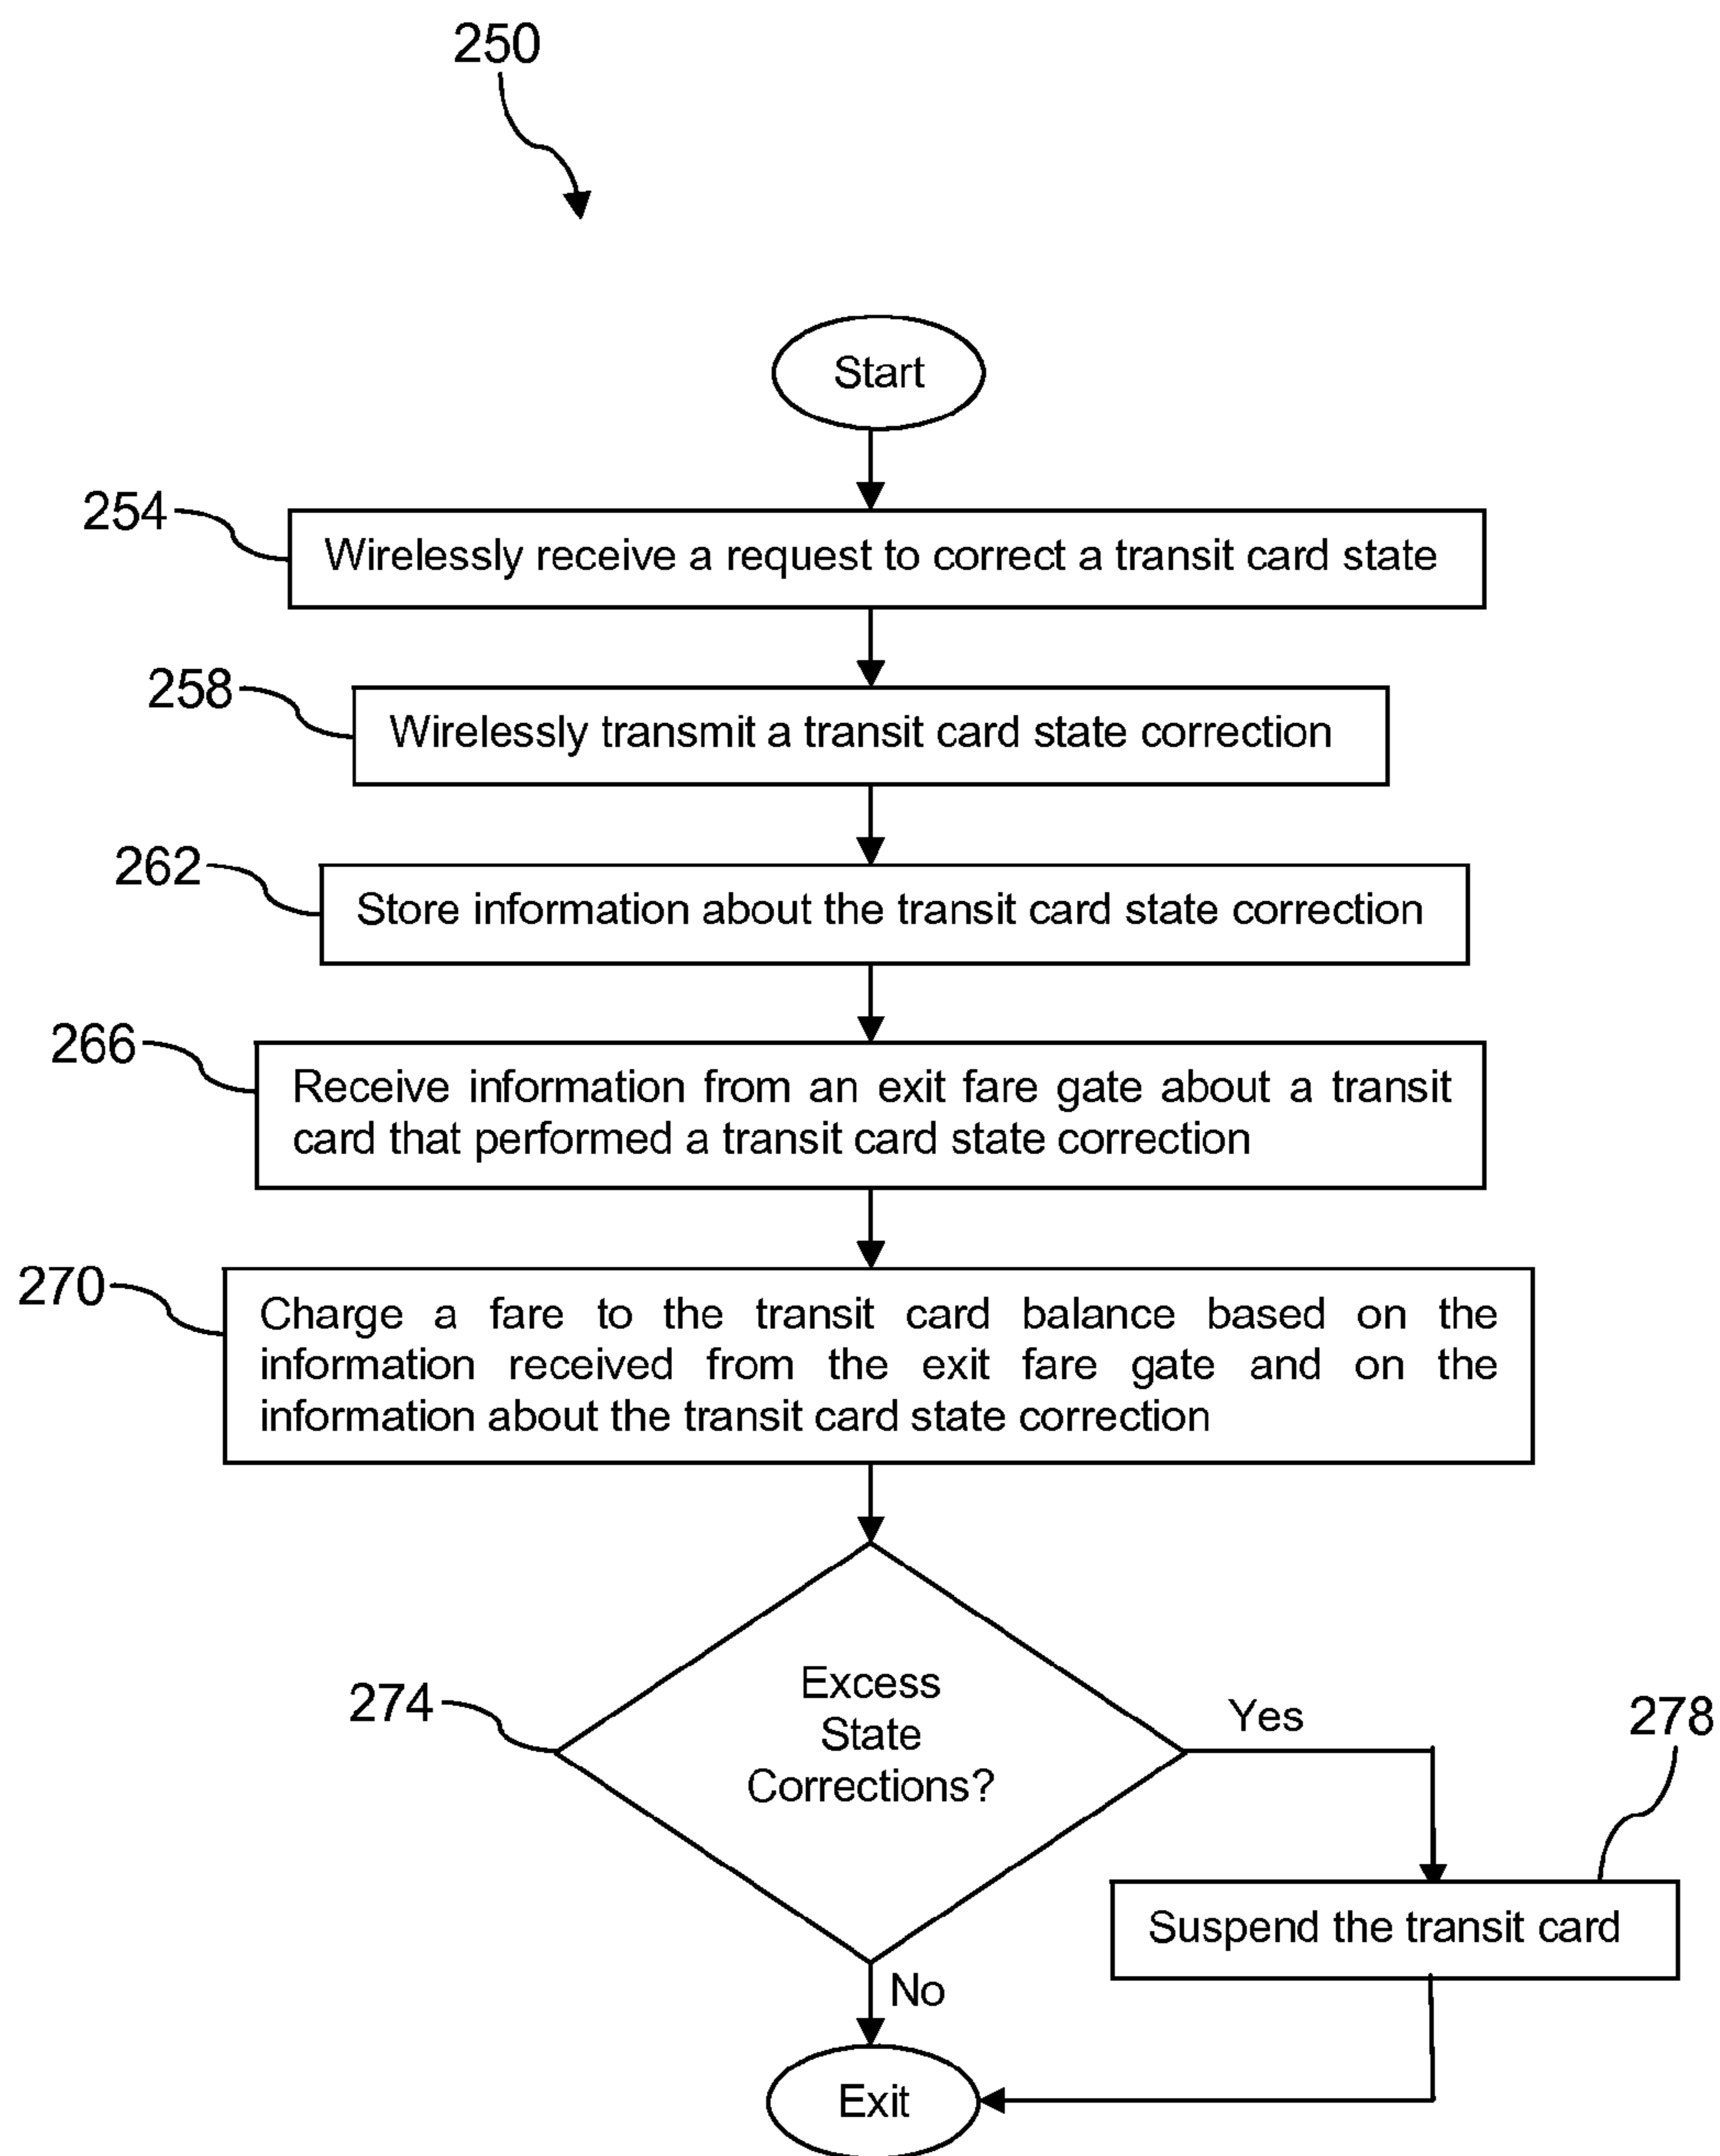 250
Start
254
Wirelessly receive a request to correct a transit card state
258
Wirelessly transmit a transit card state correction
262
Store information about the transit card state correction
266
Receive information from an exit fare gate about a transit
card that performed a transit card state correction
270
Charge a fare to the transit card balance based on the
information received from the exit fare gate and on the
information about the transit card state correction
274
Excess
State
Corrections?
Yes
278
Suspend the transit card
No
Exit